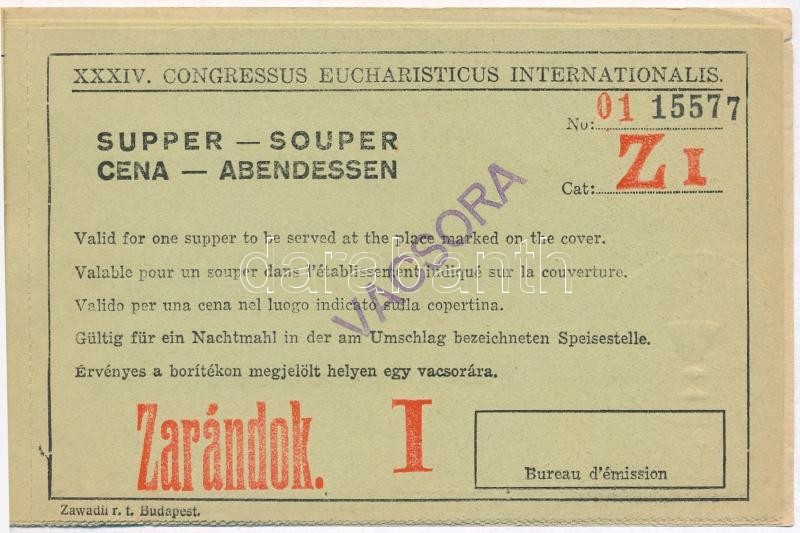 XXXIV. CONGRESSUS EUCHARISTICUS INTERNATIONALIS.
No: 01 15577
SUPPER — SOUPER
CENA — ABENDESSEN
Cat: Z I
VACSORA
Valid for one supper to be served at the place marked on the cover.
Valable pour un souper dans l'établissement indiqué sur la couverture.
darabanth
Valido per una cena nel luogo indicato sulla copertina.
Gültig für ein Nachtmahl in der am Umschlag bezeichneten Speisestelle.
Érvényes a borítékon megjelölt helyen egy vacsorára.
Zarándok. I
Bureau d'émission
Zawadil r. t. Budapest.